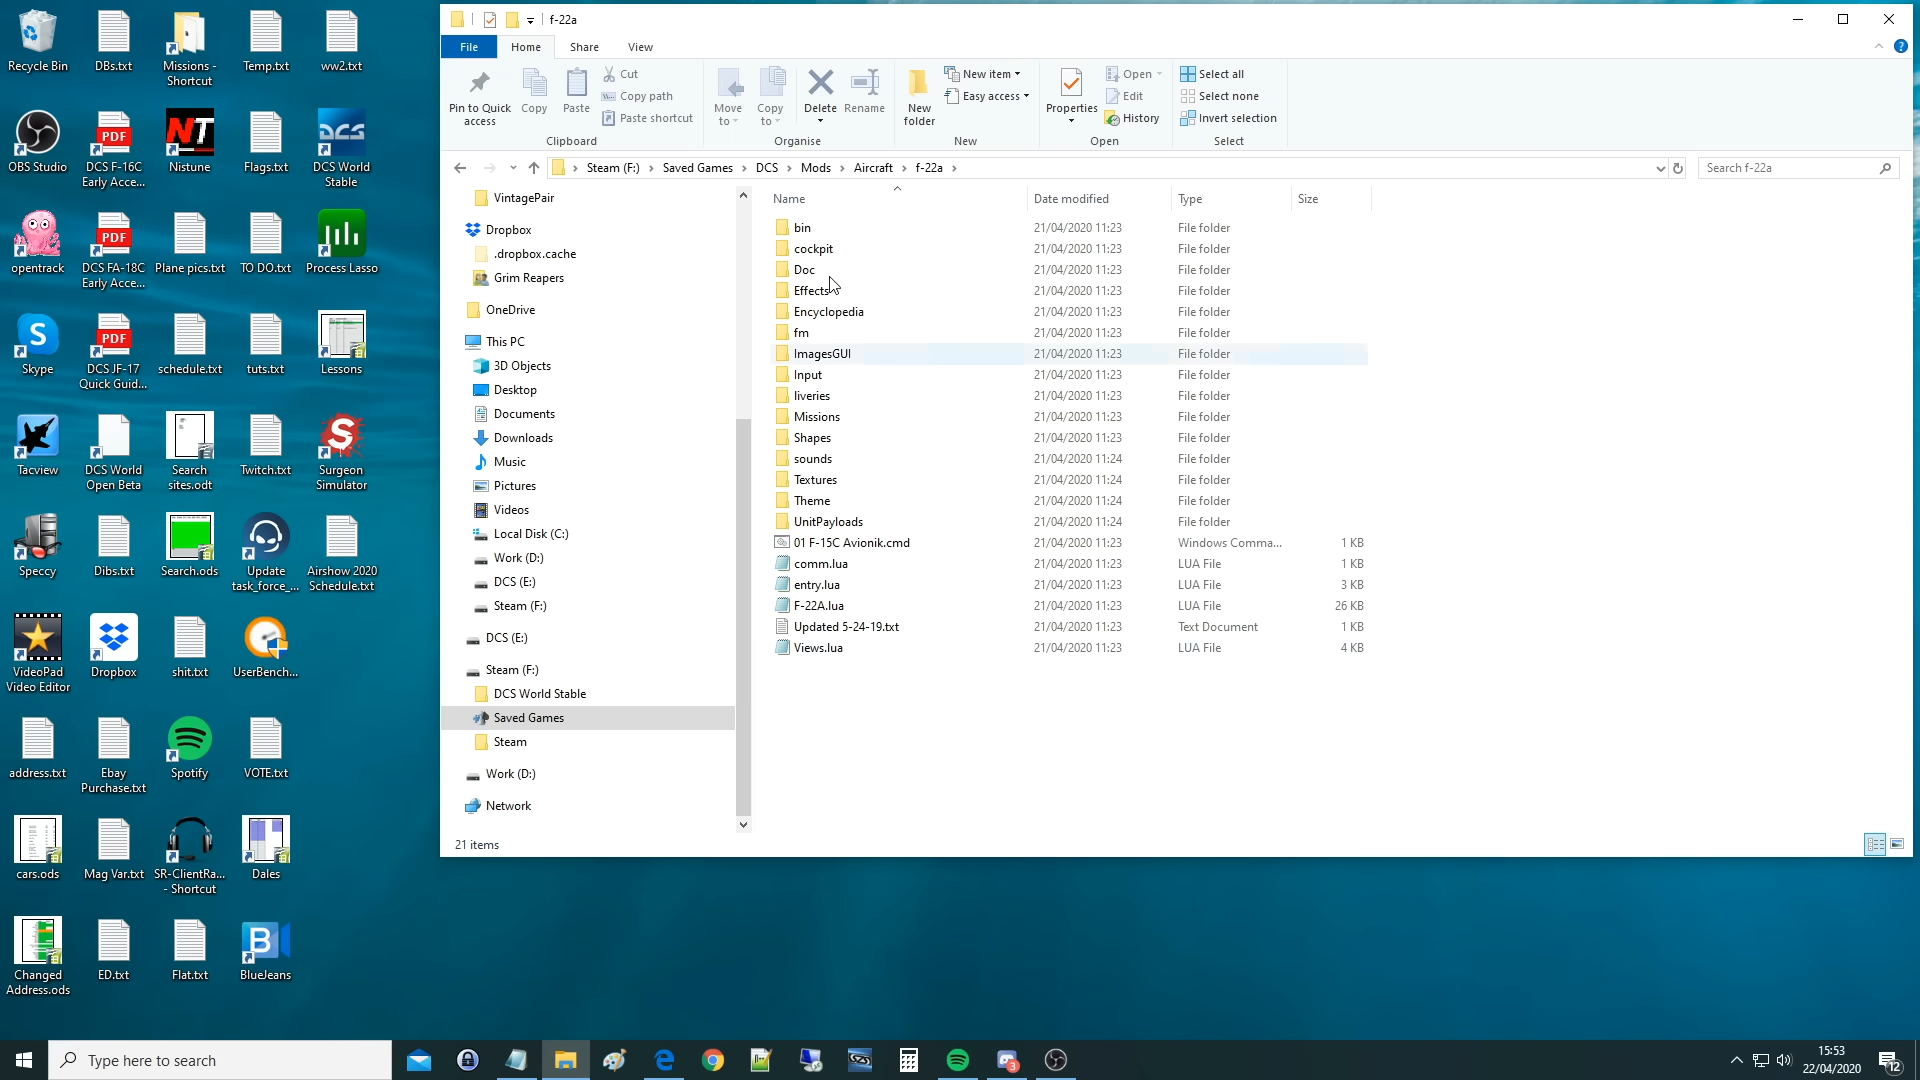 f-22a
File
Home
Share
View
Pin to Quick access
Copy
Paste
Cut
Copy path
Paste shortcut
Clipboard
Move to
Copy to
Delete
Rename
Organise
New folder
New item
Easy access
New
Properties
Open
Edit
History
Open
Select all
Select none
Invert selection
Select
Steam (F:) > Saved Games > DCS > Mods > Aircraft > f-22a >
Search f-22a
VintagePair
Dropbox
.dropbox.cache
Grim Reapers
OneDrive
This PC
3D Objects
Desktop
Documents
Downloads
Music
Pictures
Videos
Local Disk (C:)
Work (D:)
DCS (E:)
Steam (F:)
DCS (E:)
Steam (F:)
DCS World Stable
Saved Games
Steam
Work (D:)
Network
Name Date modified Type Size
bin 21/04/2020 11:23 File folder
cockpit 21/04/2020 11:23 File folder
Doc 21/04/2020 11:23 File folder
Effects 21/04/2020 11:23 File folder
Encyclopedia 21/04/2020 11:23 File folder
fm 21/04/2020 11:23 File folder
ImagesGUI 21/04/2020 11:23 File folder
Input 21/04/2020 11:23 File folder
liveries 21/04/2020 11:23 File folder
Missions 21/04/2020 11:23 File folder
Shapes 21/04/2020 11:23 File folder
sounds 21/04/2020 11:24 File folder
Textures 21/04/2020 11:24 File folder
Theme 21/04/2020 11:24 File folder
UnitPayloads 21/04/2020 11:24 File folder
01 F-15C Avionik.cmd 21/04/2020 11:23 Windows Comma... 1 KB
comm.lua 21/04/2020 11:23 LUA File 1 KB
entry.lua 21/04/2020 11:23 LUA File 3 KB
F-22A.lua 21/04/2020 11:23 LUA File 26 KB
Updated 5-24-19.txt 21/04/2020 11:23 Text Document 1 KB
Views.lua 21/04/2020 11:23 LUA File 4 KB
21 items
Recycle Bin
DBs.txt
Missions - Shortcut
Temp.txt
ww2.txt
OBS Studio
PDF
DCS F-16C Early Acce...
NT
Nistune
Flags.txt
DCS
DCS World Stable
opentrack
PDF
DCS FA-18C Early Acce...
Plane pics.txt
TO DO.txt
Process Lasso
Skype
PDF
DCS JF-17 Quick Guid...
schedule.txt
tuts.txt
Lessons
Tacview
DCS World Open Beta
Search sites.odt
Twitch.txt
Surgeon Simulator
Speccy
Dibs.txt
Search.ods
Update task_force_...
Airshow 2020 Schedule.txt
VideoPad Video Editor
Dropbox
shit.txt
UserBench...
address.txt
Ebay Purchase.txt
Spotify
VOTE.txt
cars.ods
Mag Var.txt
SR-ClientRa... - Shortcut
Dales
Changed Address.ods
ED.txt
Flat.txt
BlueJeans
Type here to search
3
15:53
22/04/2020
12